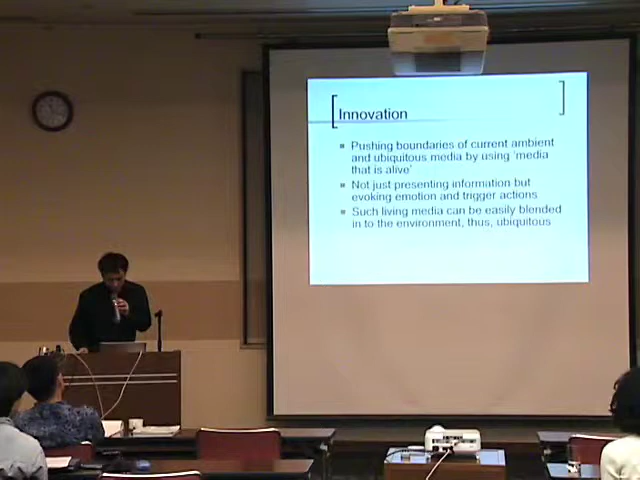 Innovation
Pushing boundaries of current ambient
and ubiquitous media by using 'media
that is alive'
Not just presenting information but
evoking emotion and trigger actions
Such living media can be easily blended
in to the environment, thus, ubiquitous